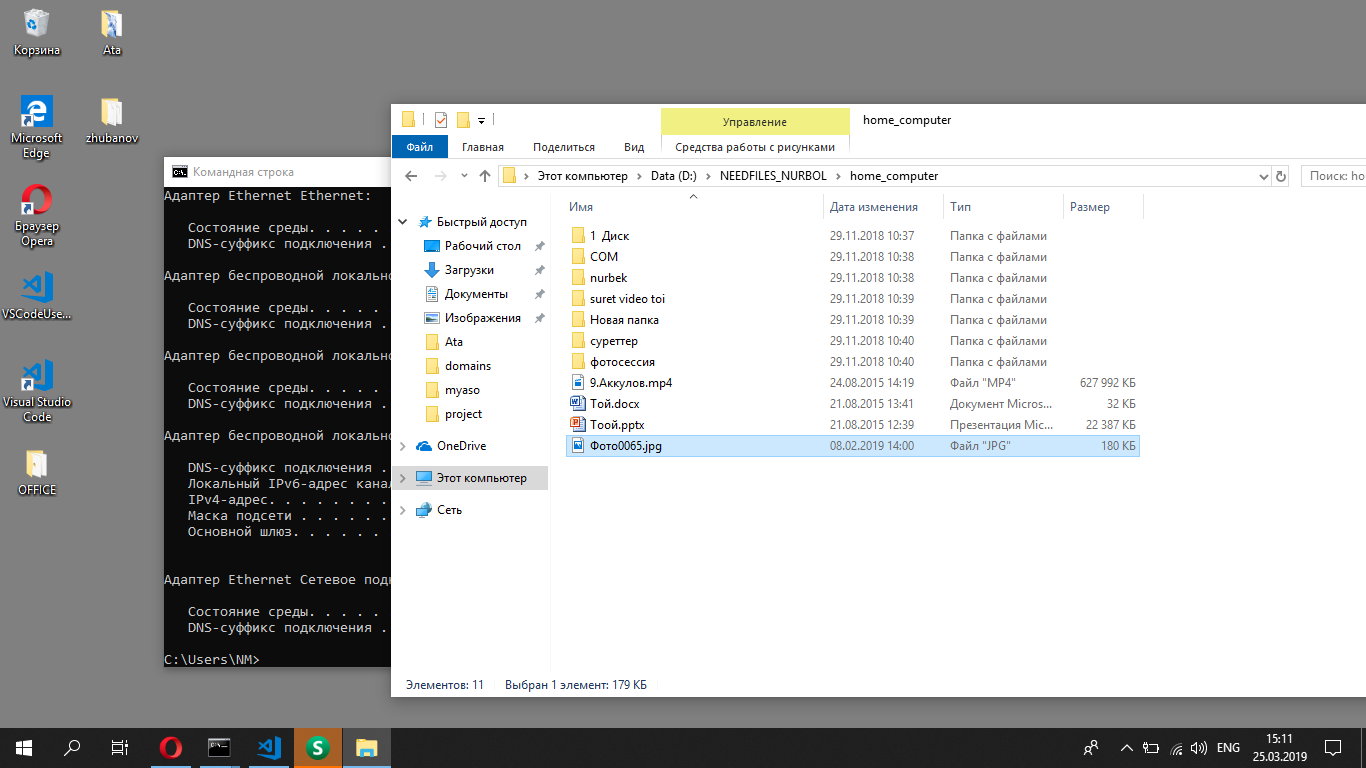 Корзина
Ata
Microsoft
Edge
zhubanov
Браузер
Opera
VSCodeUse...
Visual Studio
Code
OFFICE
Командная строка
Адаптер Ethernet Ethernet:
Состояние среды. . . . .
DNS-суффикс подключения .
Адаптер беспроводной локально
Состояние среды. . . . .
DNS-суффикс подключения .
Адаптер беспроводной локально
Состояние среды. . . . .
DNS-суффикс подключения .
Адаптер беспроводной локально
DNS-суффикс подключения .
Локальный IPv6-адрес канал
IPv4-адрес. . . . . . . .
Маска подсети . . . . . .
Основной шлюз. . . . . .
Адаптер Ethernet Сетевое подк
Состояние среды. . . . .
DNS-суффикс подключения .
C:\Users\NM>
Управление
home_computer
Файл Главная Поделиться Вид Средства работы с рисунками
Этот компьютер Data (D:) NEEDFILES_NURBOL home_computer
Поиск: ho
Быстрый доступ
Рабочий стол
Загрузки
Документы
Изображения
Ata
domains
myaso
project
OneDrive
Этот компьютер
Сеть
Имя Дата изменения Тип Размер
1 Диск 29.11.2018 10:37 Папка с файлами
COM 29.11.2018 10:38 Папка с файлами
nurbek 29.11.2018 10:38 Папка с файлами
suret video toi 29.11.2018 10:39 Папка с файлами
Новая папка 29.11.2018 10:39 Папка с файлами
суреттер 29.11.2018 10:40 Папка с файлами
фотосессия 29.11.2018 10:40 Папка с файлами
9.Аккулов.mp4 24.08.2015 14:19 Файл "MP4" 627 992 КБ
Той.docx 21.08.2015 13:41 Документ Micros... 32 КБ
Тоой.pptx 21.08.2015 12:39 Презентация Mic... 22 387 КБ
Фото0065.jpg 08.02.2019 14:00 Файл "JPG" 180 КБ
Элементов: 11 Выбран 1 элемент: 179 КБ
ENG
15:11
25.03.2019